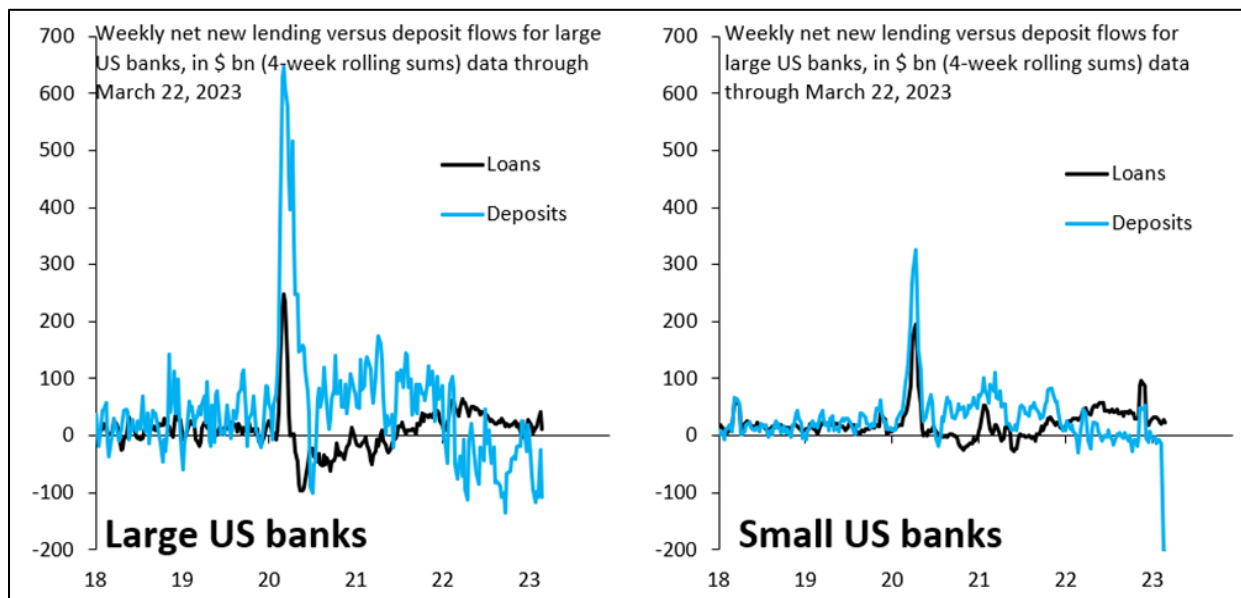 Weekly net new lending versus deposit flows for large
US banks, in $ bn (4-week rolling sums) data through
March 22, 2023
700
600
500
400
300
200
100
0
-100
-200
Loans
Deposits
Large US banks
18 19 20 21 22 23
Weekly net new lending versus deposit flows for
large US banks, in $ bn (4-week rolling sums) data
through March 22, 2023
700
600
500
400
300
200
100
0
-100
-200
Loans
Deposits
Small US banks
18 19 20 21 22 23